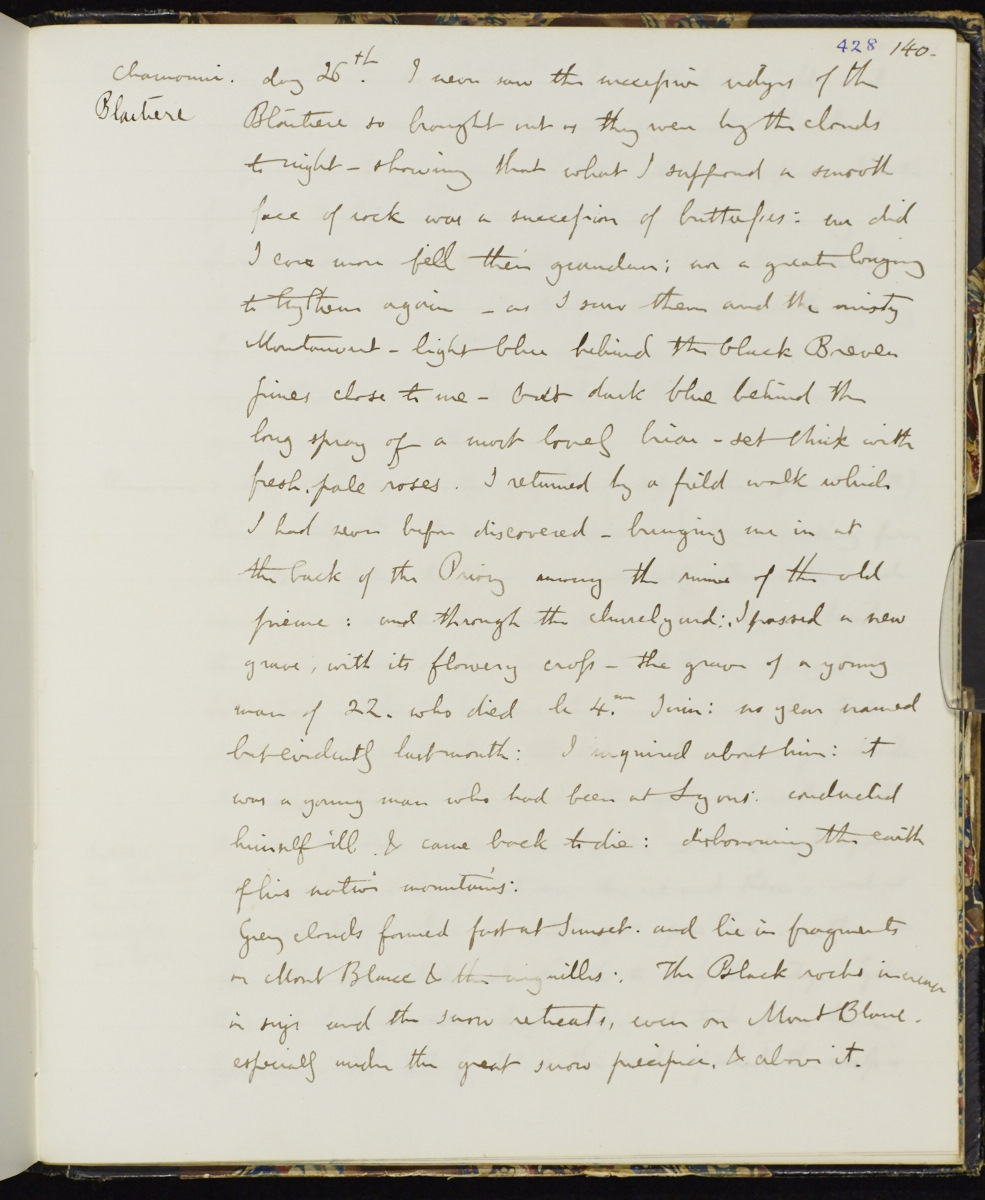 428 140.
Chamouni. day 26th. I never saw the successive ridges of the
Blaitiere
Blaitiere so brought out as they were by the clouds
to night - showing that what I supposed a smooth
face of rock was a succession of buttresses: nor did
I ever more feel their grandeur; nor a greater longing
to try them again - as I saw them and the misty
Montanvert - light blue behind the black Breven
pines close to me - dark blue behind the
long spray of a most lovely briar - set thick with
fresh, pale roses. I returned by a field walk which
I had never before discovered - bringing me in at
the back of the Priory among the ruins of the old
prieure: and through the churchyard: I passed a new
grave, with its flowery cross - the grave of a young
man of 22. who died le 4.me Juin: no year named
but evidently last month: I inquired about him: it
was a young man who had been at Lyons: conducted
himself ill. & came back to die: dishonouring the earth
of his native mountains:
Grey clouds formed fast at Sunset. and lie in fragments
on Mont Blanc & the aiguilles: The Black rocks increase
in size and the snow retreats, even on Mont Blanc.
especially under the great snow precipice, & above it.